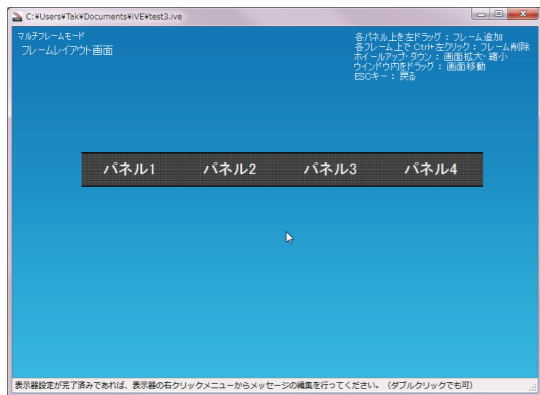 C:¥Users¥Tak¥Documents¥iVE¥test3.ive
マルチフレームモード
フレームレイアウト画面
各パネル上を左ドラッグ：フレーム追加
各フレーム上で Ctrl+左クリック：フレーム削除
ホイールアップ・ダウン：画面拡大・縮小
ウインドウ内をドラッグ：画面移動
ESCキー：戻る
パネル1 パネル2 パネル3 パネル4
表示器設定が完了済みであれば、表示器の右クリックメニューからメッセージの編集を行ってください。（ダブルクリックでも可）